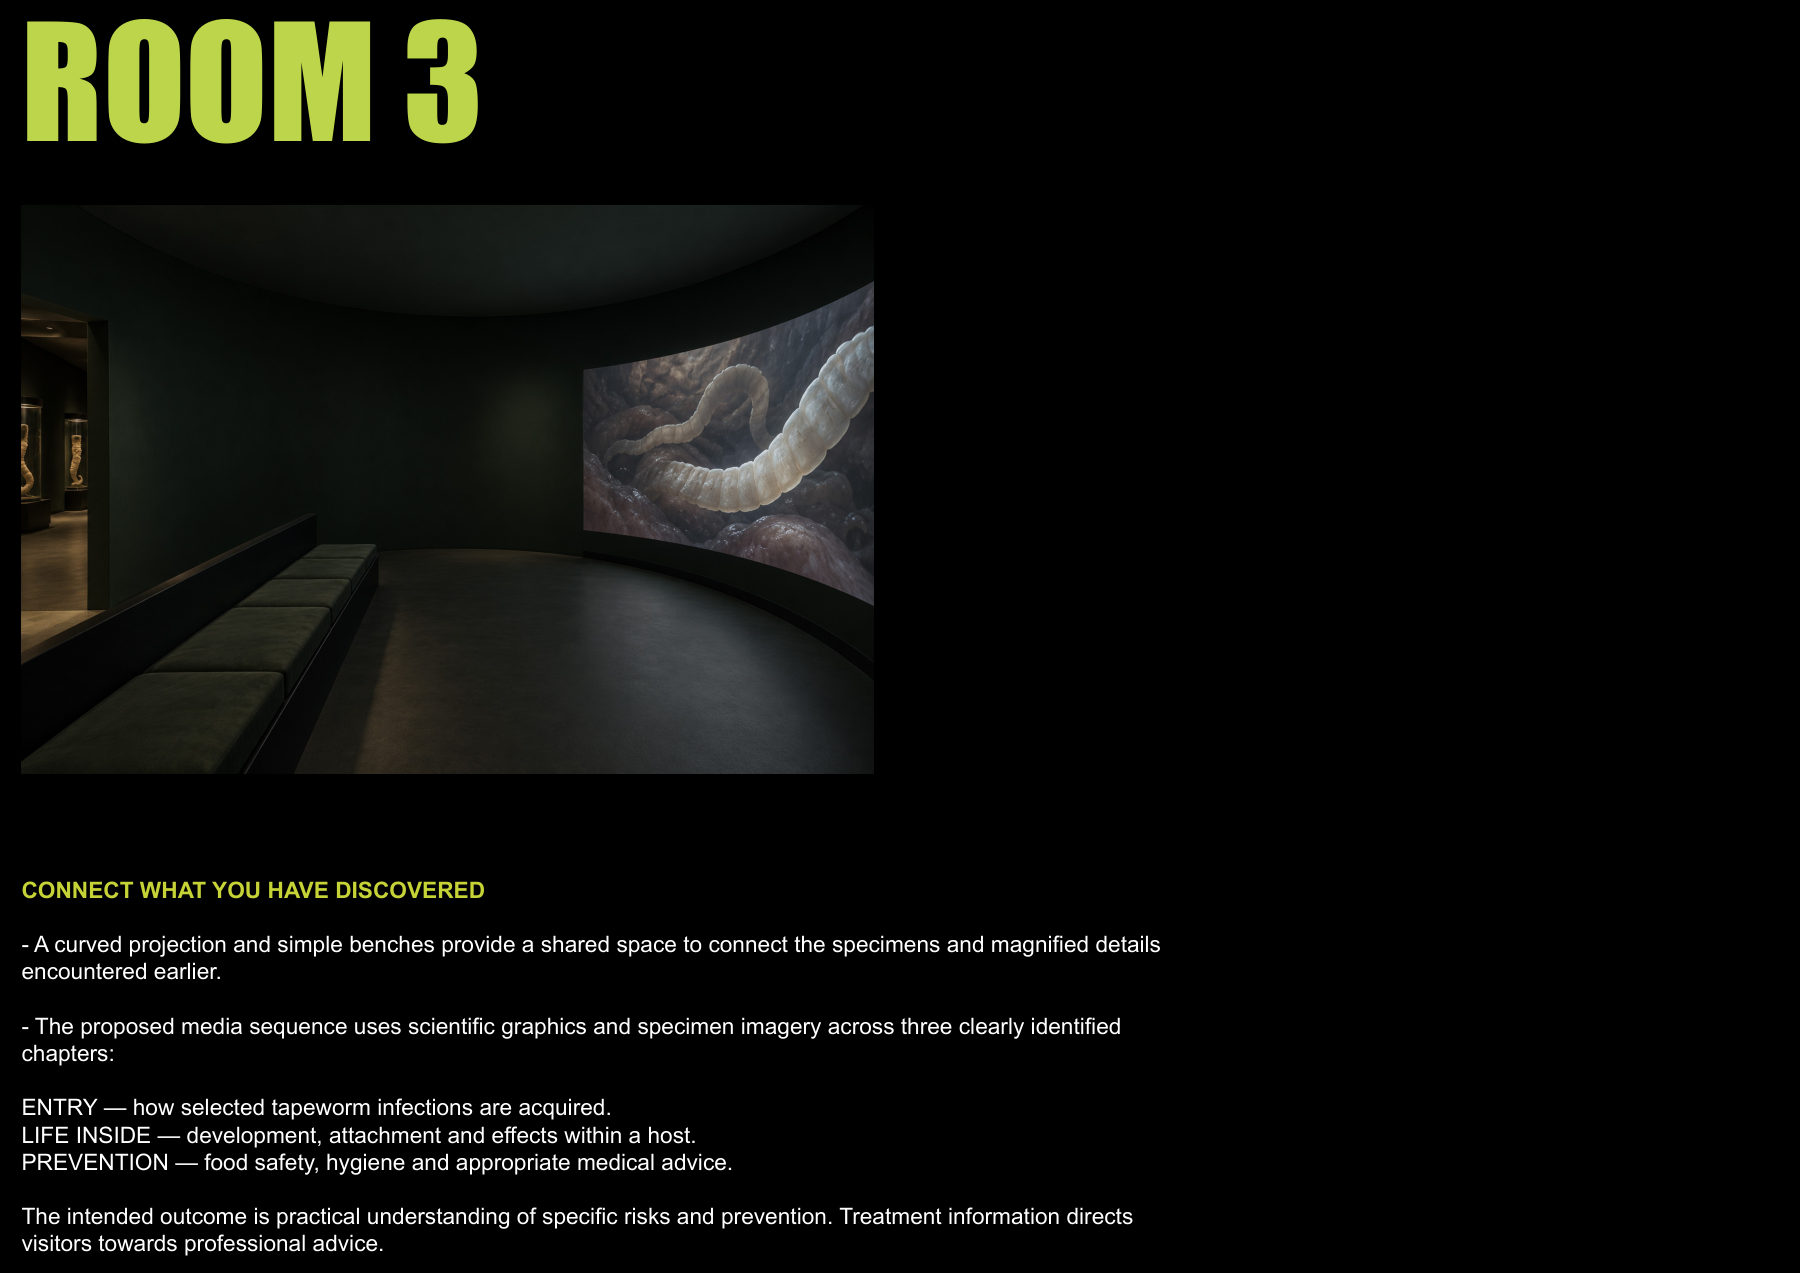 ROOM 3
CONNECT WHAT YOU HAVE DISCOVERED
- A curved projection and simple benches provide a shared space to connect the specimens and magnified details
encountered earlier.
- The proposed media sequence uses scientific graphics and specimen imagery across three clearly identified
chapters:
ENTRY — how selected tapeworm infections are acquired.
LIFE INSIDE — development, attachment and effects within a host.
PREVENTION — food safety, hygiene and appropriate medical advice.
The intended outcome is practical understanding of specific risks and prevention. Treatment information directs
visitors towards professional advice.